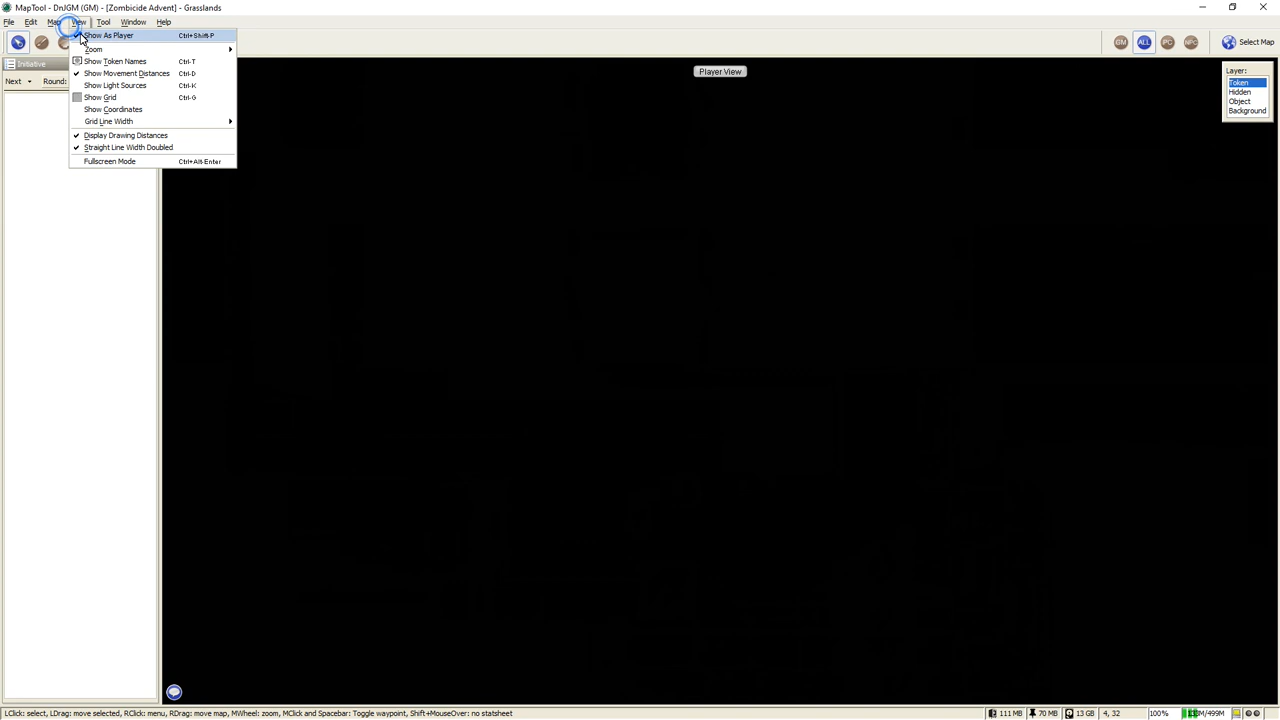 MapTool - DnJGM (GM) - [Zombicide Advent] - Grasslands
File Edit Map View Tool Window Help
Show As Player Ctrl+Shift-P
Zoom
Show Token Names Ctrl-T
Show Movement Distances Ctrl-D
Show Light Sources Ctrl-K
Show Grid Ctrl-G
Show Coordinates
Grid Line Width
Display Drawing Distances
Straight Line Width Doubled
Fullscreen Mode Ctrl+Alt-Enter
GM ALL PC NPC Select Map
Initiative
Next Round:
Player View
Layer:
Token
Hidden
Object
Background
LClick: select, LDrag: move selected, RClick: menu, RDrag: move map, MWheel: zoom, MClick and Spacebar: Toggle waypoint, Shift+MouseOver: no statsheet
111 MB 70 MB 13 GB 4, 32 100%